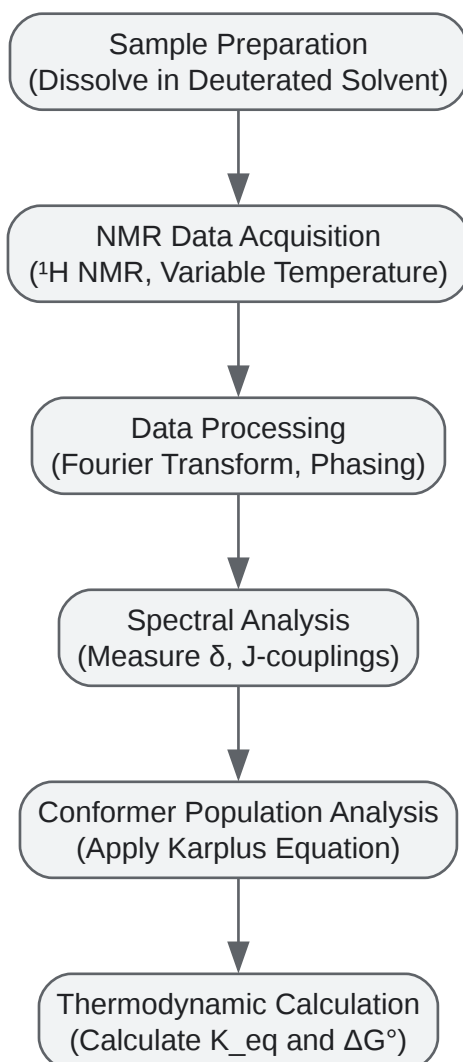 Sample Preparation
(Dissolve in Deuterated Solvent)
NMR Data Acquisition
(¹H NMR, Variable Temperature)
Data Processing
(Fourier Transform, Phasing)
Spectral Analysis
(Measure δ, J-couplings)
Conformer Population Analysis
(Apply Karplus Equation)
Thermodynamic Calculation
(Calculate K_eq and ΔG°)